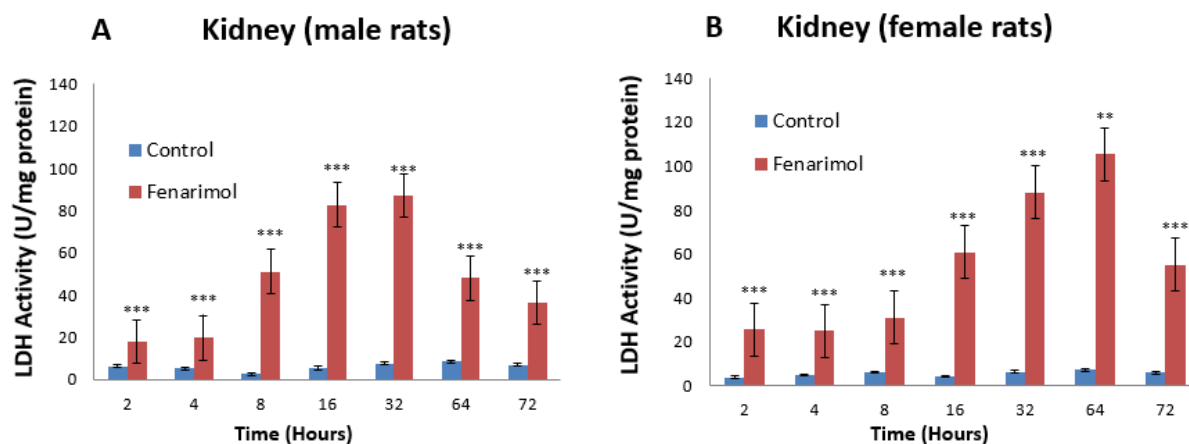 A Kidney (male rats)
LDH Activity (U/mg protein)
140
120
100
80
60
40
20
0
Control
Fenarimol
***
***
***
***
***
***
***
2 4 8 16 32 64 72
Time (Hours)
B Kidney (female rats)
LDH Activity (U/mg protein)
140
120
100
80
60
40
20
0
Control
Fenarimol
***
***
***
***
***
**
***
2 4 8 16 32 64 72
Time (Hours)